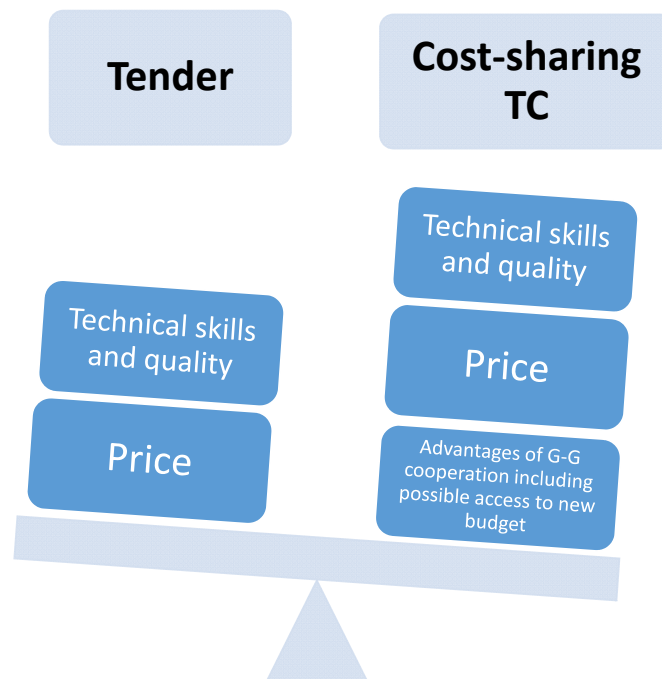 Tender
Cost-sharing
TC
Technical skills
and quality
Price
Technical skills
and quality
Price
Advantages of G-G
cooperation including
possible access to new
budget